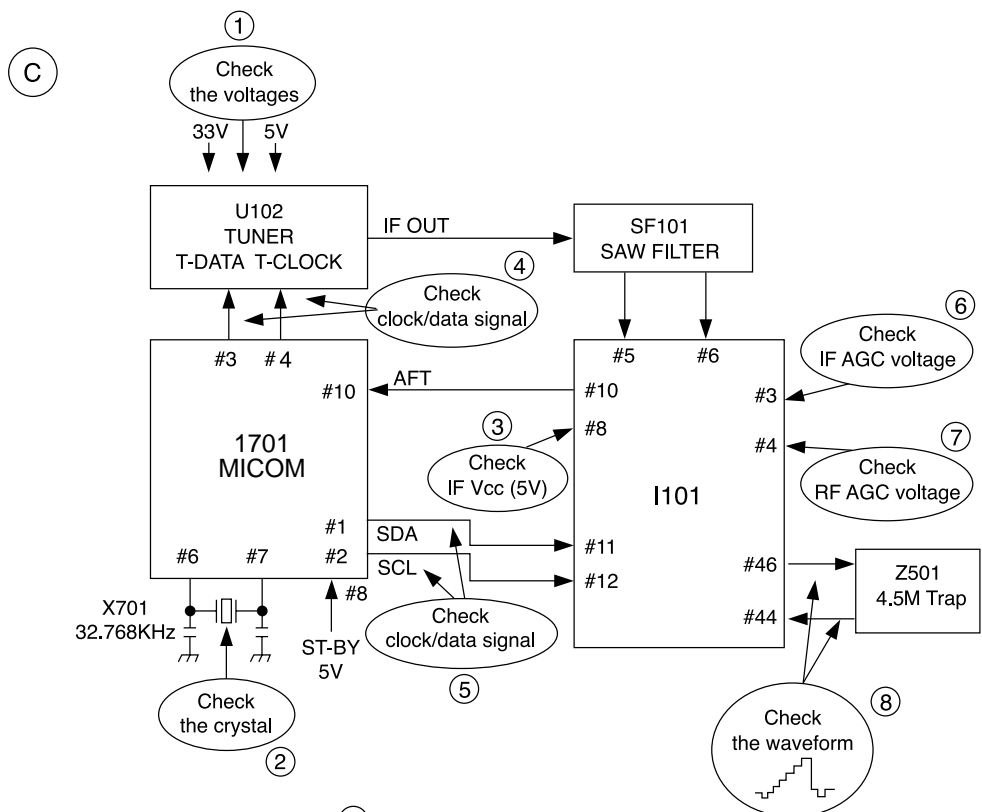 C
1
Check
the voltages
33V 5V
U102
TUNER
T-DATA T-CLOCK
IF OUT
SF101
SAW FILTER
4
Check
clock/data signal
#3 #4
#10
AFT
1701
MICOM
#1
#2
#6 #7
#8
SDA
SCL
X701
32.768KHz
ST-BY
5V
Check
the crystal
2
3
Check
IF Vcc (5V)
Check
clock/data signal
5
#5 #6
#10
#8
I101
#11
#12
#3
#4
#46
#44
6
Check
IF AGC voltage
7
Check
RF AGC voltage
Z501
4.5M Trap
8
Check
the waveform